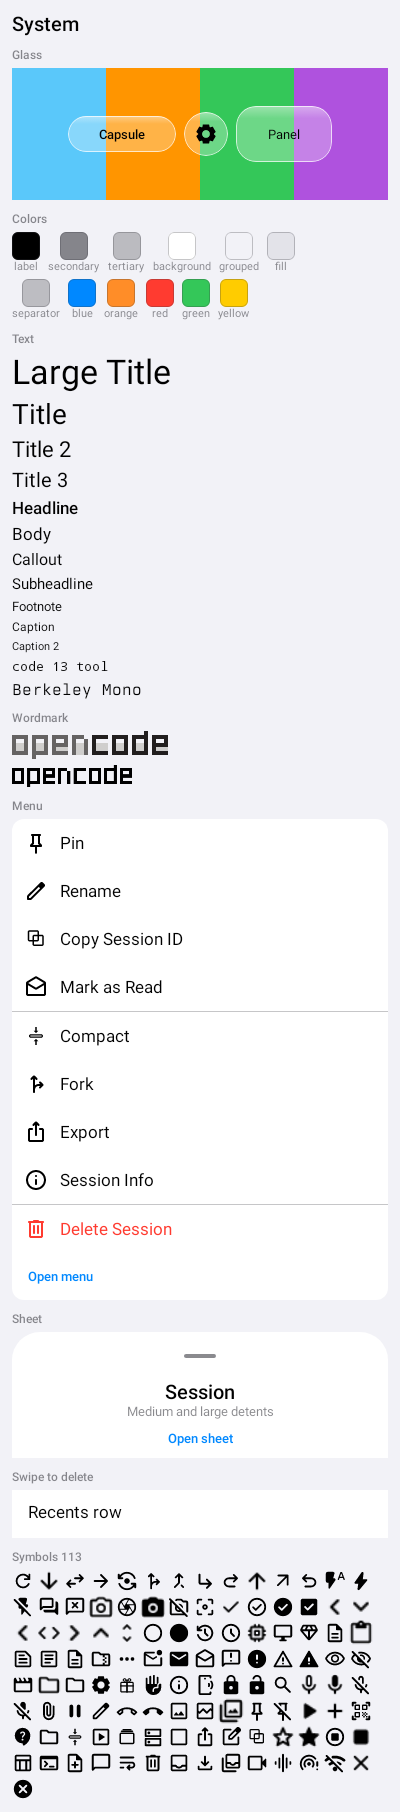 System
Glass
Capsule Panel
Colors
label secondary tertiary background grouped fill
separator blue orange red green yellow
Text
Large Title
Title
Title 2
Title 3
Headline
Body
Callout
Subheadline
Footnote
Caption
Caption 2
code 13 tool
Berkeley Mono
Wordmark
opencode
opencode
Menu
Pin
Rename
Copy Session ID
Mark as Read
Compact
Fork
Export
Session Info
Delete Session
Open menu
Sheet
Session
Medium and large detents
Open sheet
Swipe to delete
Recents row
Symbols 113